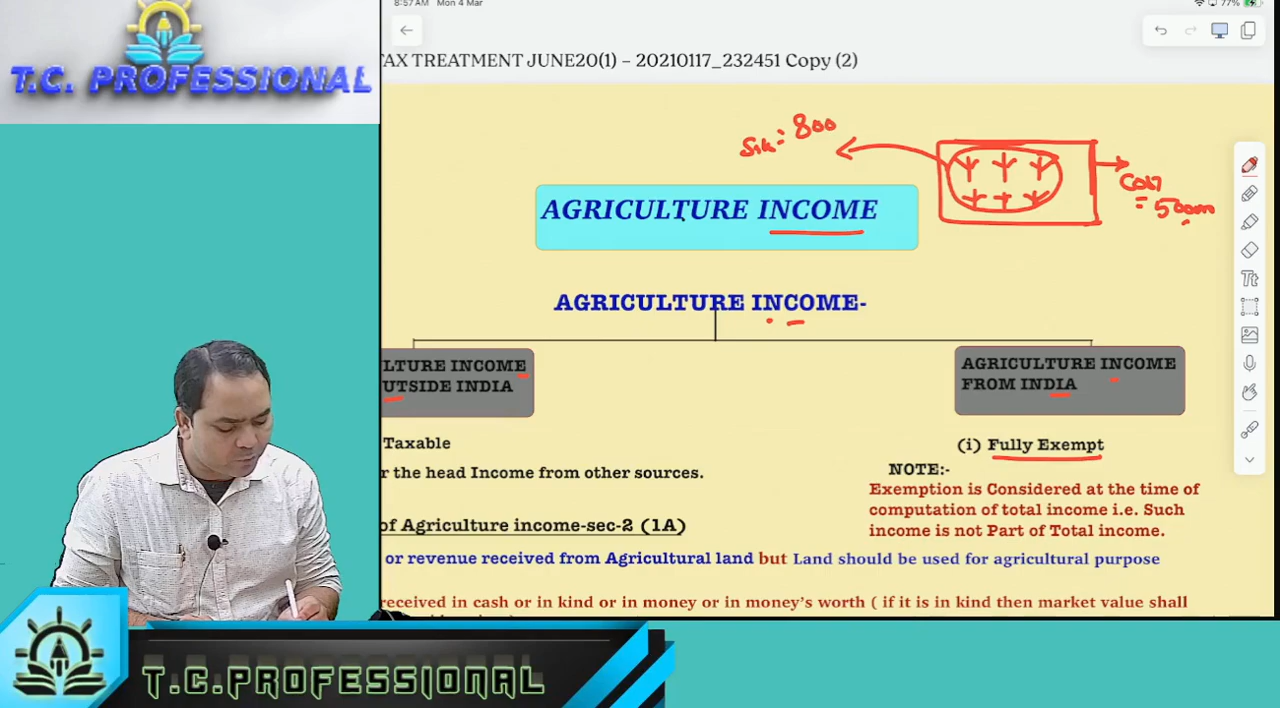 8:57 AM Mon 4 Mar
77%
T.C. PROFESSIONAL
TAX TREATMENT JUNE20(1) – 20210117_232451 Copy (2)
= 800
= 50000
AGRICULTURE INCOME
AGRICULTURE INCOME-
LTURE INCOME
UTSIDE INDIA
AGRICULTURE INCOME
FROM INDIA
Taxable
(i) Fully Exempt
r the head Income from other sources.
NOTE:-
Exemption is Considered at the time of
computation of total income i.e. Such
income is not Part of Total income.
of Agriculture income-sec-2 (1A)
or revenue received from Agricultural land but Land should be used for agricultural purpose
received in cash or in kind or in money or in money's worth ( if it is in kind then market value shall
T.C.PROFESSIONAL
Tt